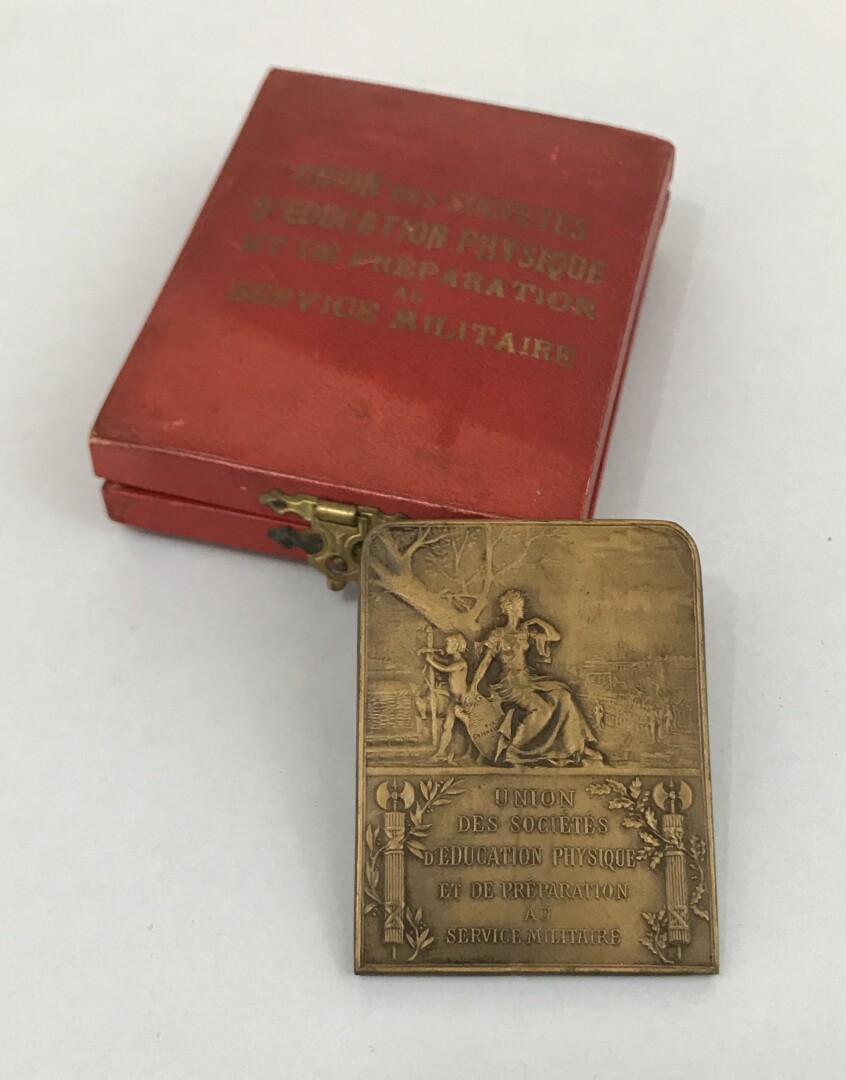 UNION DES SOCIÉTÉS
D'ÉDUCATION PHYSIQUE
ET DE PRÉPARATION
AU
SERVICE MILITAIRE
UNION
DES SOCIÉTÉS
D'ÉDUCATION PHYSIQUE
ET DE PRÉPARATION
AU
SERVICE MILITAIRE